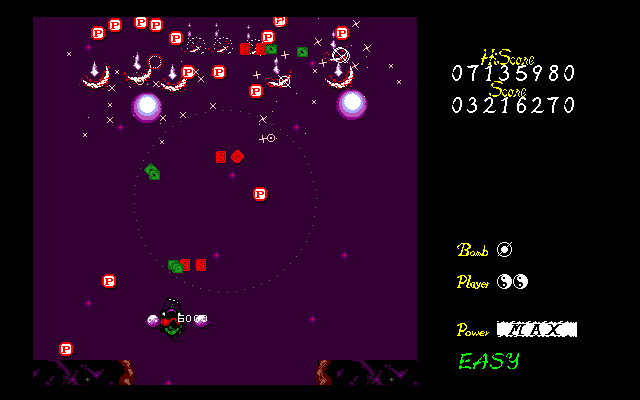 HiScore
07135980
Score
03216270
P P P P P P P P P P P P P P P
Bomb
Player
Power MAX
EASY